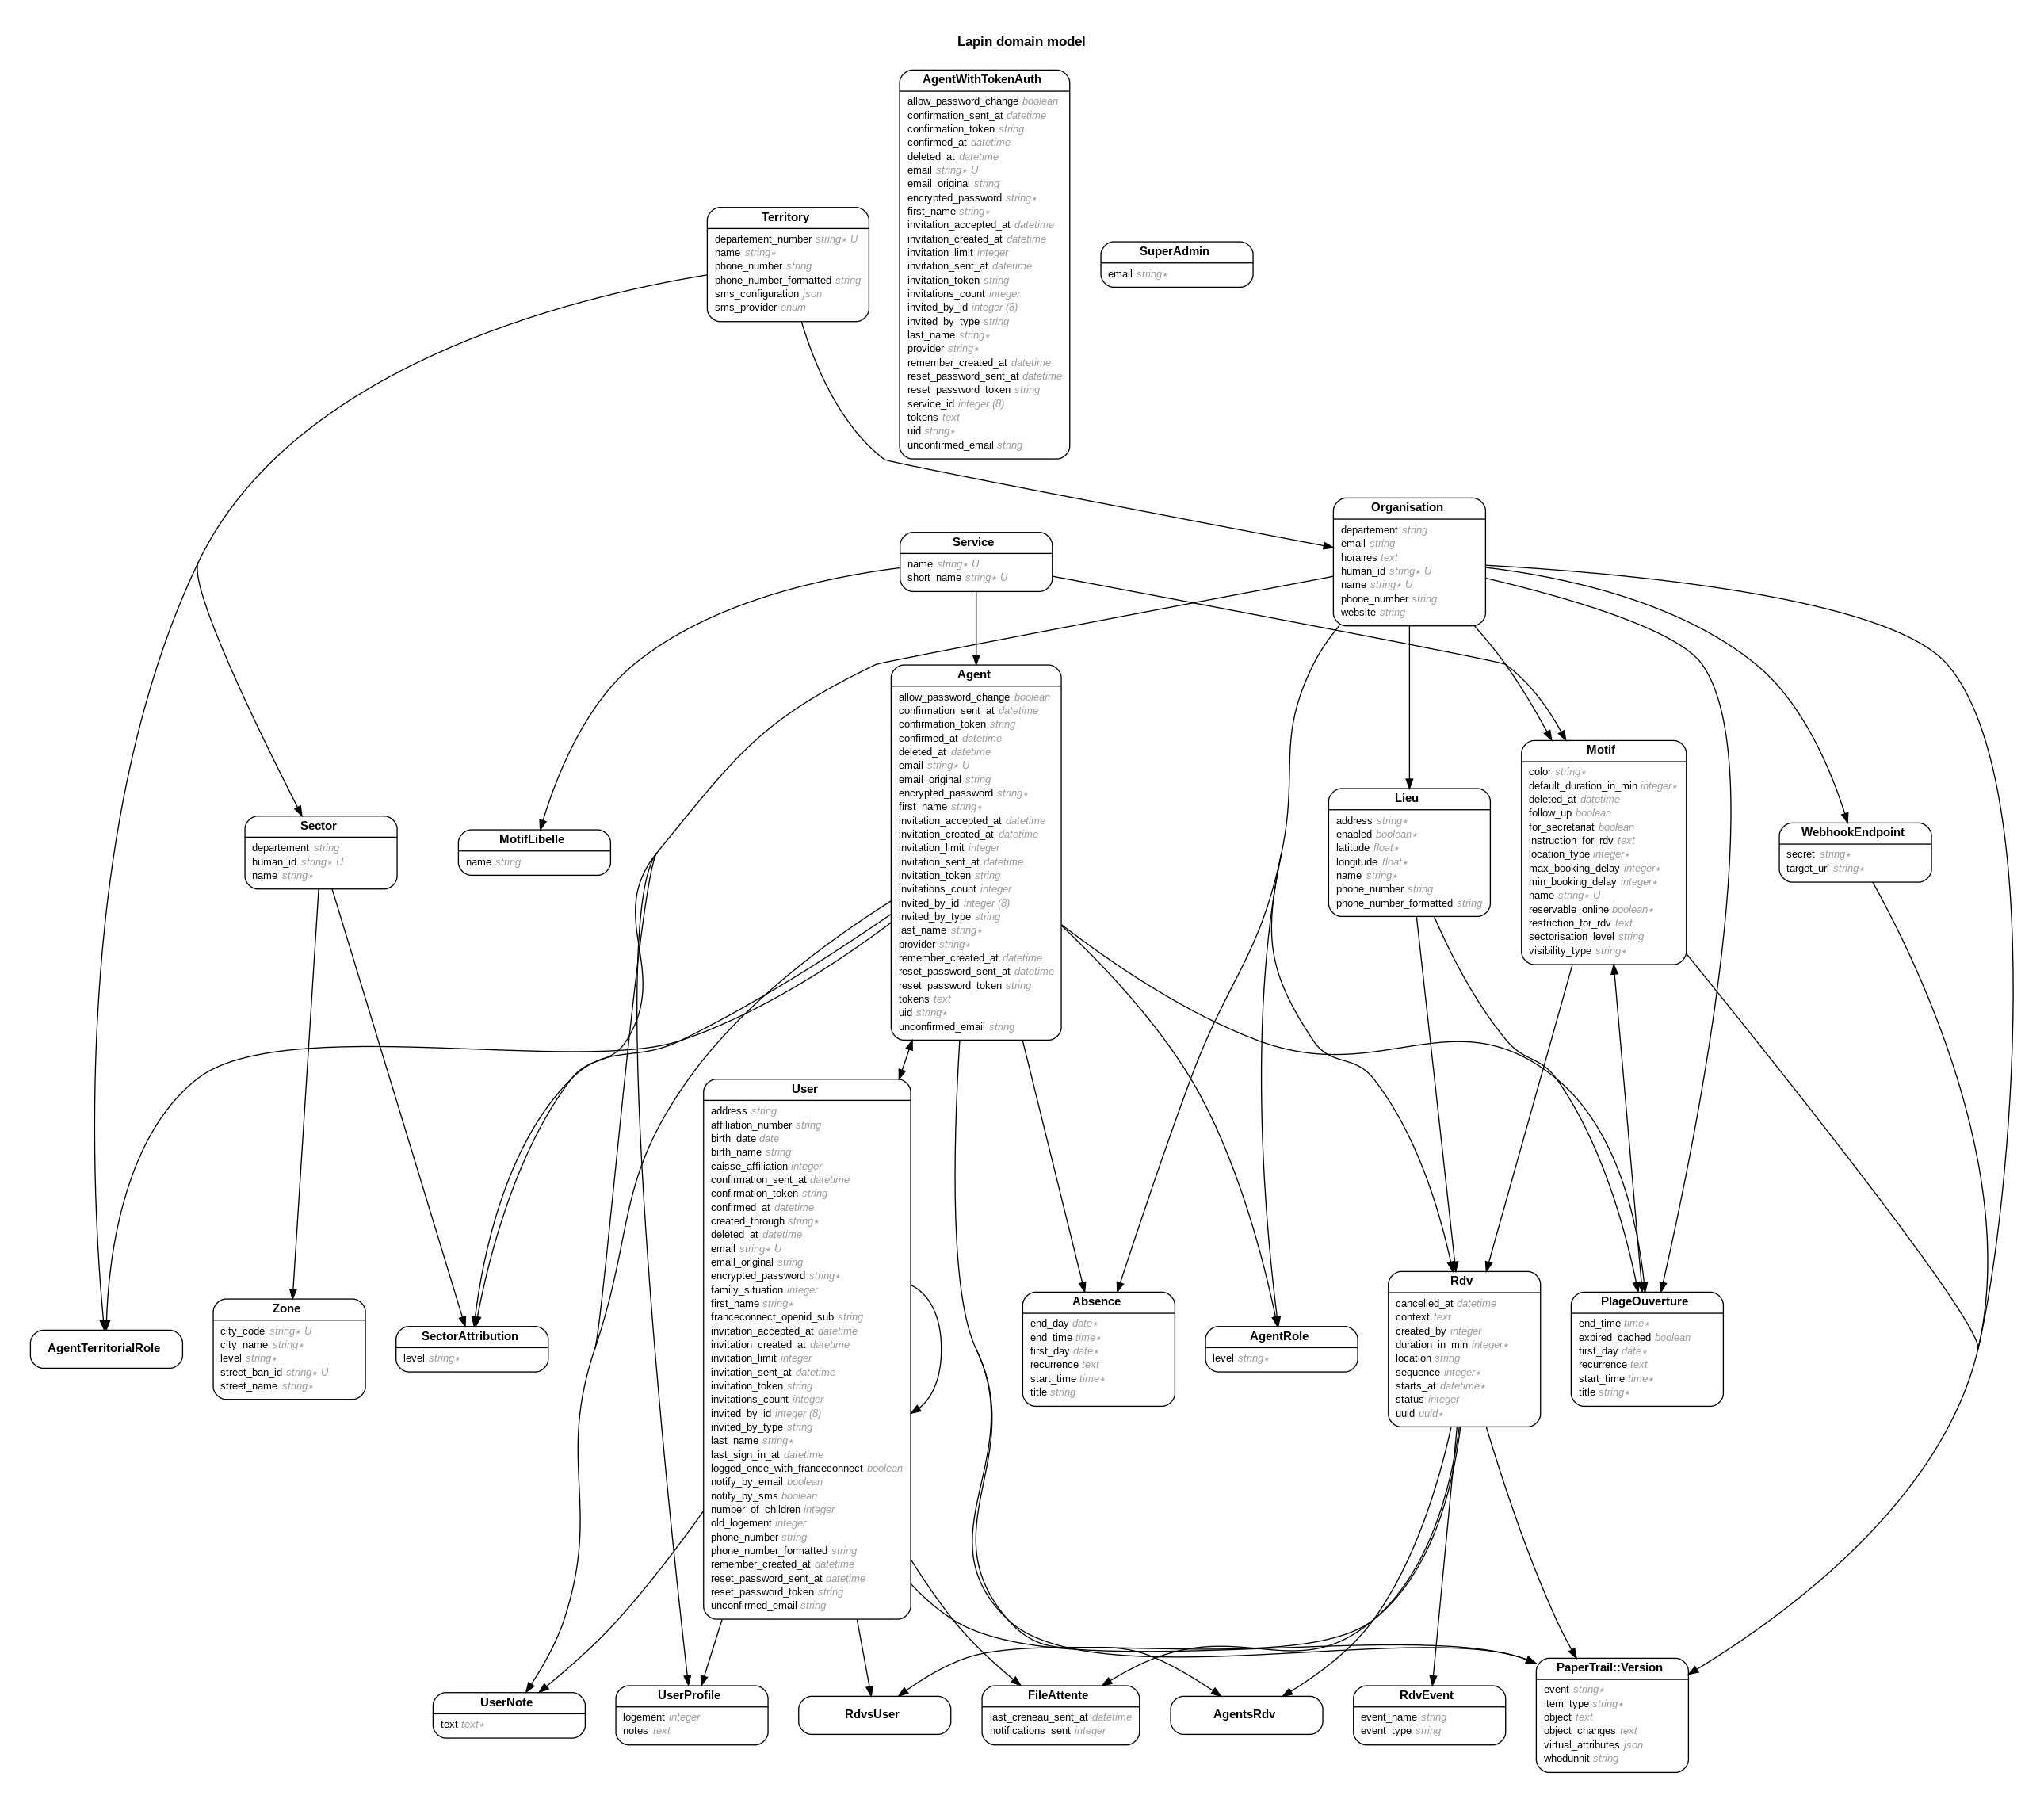 Lapin domain model
AgentWithTokenAuth
allow_password_change boolean
confirmation_sent_at datetime
confirmation_token string
confirmed_at datetime
deleted_at datetime
email string∗ U
email_original string
encrypted_password string∗
first_name string∗
invitation_accepted_at datetime
invitation_created_at datetime
invitation_limit integer
invitation_sent_at datetime
invitation_token string
invitations_count integer
invited_by_id integer (8)
invited_by_type string
last_name string∗
provider string∗
remember_created_at datetime
reset_password_sent_at datetime
reset_password_token string
service_id integer (8)
tokens text
uid string∗
unconfirmed_email string
Territory
departement_number string∗ U
name string∗
phone_number string
phone_number_formatted string
sms_configuration json
sms_provider enum
SuperAdmin
email string∗
Organisation
departement string
email string
horaires text
human_id string∗ U
name string∗ U
phone_number string
website string
Service
name string∗ U
short_name string∗ U
Agent
allow_password_change boolean
confirmation_sent_at datetime
confirmation_token string
confirmed_at datetime
deleted_at datetime
email string∗ U
email_original string
encrypted_password string∗
first_name string∗
invitation_accepted_at datetime
invitation_created_at datetime
invitation_limit integer
invitation_sent_at datetime
invitation_token string
invitations_count integer
invited_by_id integer (8)
invited_by_type string
last_name string∗
provider string∗
remember_created_at datetime
reset_password_sent_at datetime
reset_password_token string
tokens text
uid string∗
unconfirmed_email string
Motif
color string∗
default_duration_in_min integer∗
deleted_at datetime
follow_up boolean
for_secretariat boolean
instruction_for_rdv text
location_type integer∗
max_booking_delay integer∗
min_booking_delay integer∗
name string∗ U
reservable_online boolean∗
restriction_for_rdv text
sectorisation_level string
visibility_type string∗
Lieu
address string∗
enabled boolean∗
latitude float∗
longitude float∗
name string∗
phone_number string
phone_number_formatted string
Sector
departement string
human_id string∗ U
name string∗
MotifLibelle
name string
WebhookEndpoint
secret string∗
target_url string∗
User
address string
affiliation_number string
birth_date date
birth_name string
caisse_affiliation integer
confirmation_sent_at datetime
confirmation_token string
confirmed_at datetime
created_through string∗
deleted_at datetime
email string∗ U
email_original string
encrypted_password string∗
family_situation integer
first_name string∗
franceconnect_openid_sub string
invitation_accepted_at datetime
invitation_created_at datetime
invitation_limit integer
invitation_sent_at datetime
invitation_token string
invitations_count integer
invited_by_id integer (8)
invited_by_type string
last_name string∗
last_sign_in_at datetime
logged_once_with_franceconnect boolean
notify_by_email boolean
notify_by_sms boolean
number_of_children integer
old_logement integer
phone_number string
phone_number_formatted string
remember_created_at datetime
reset_password_sent_at datetime
reset_password_token string
unconfirmed_email string
AgentTerritorialRole
Zone
city_code string∗ U
city_name string∗
level string∗
street_ban_id string∗ U
street_name string∗
SectorAttribution
level string∗
Absence
end_day date∗
end_time time∗
first_day date∗
recurrence text
start_time time∗
title string
AgentRole
level string∗
Rdv
cancelled_at datetime
context text
created_by integer
duration_in_min integer∗
location string
sequence integer∗
starts_at datetime∗
status integer
uuid uuid∗
PlageOuverture
end_time time∗
expired_cached boolean
first_day date∗
recurrence text
start_time time∗
title string∗
UserNote
text text∗
UserProfile
logement integer
notes text
RdvsUser
FileAttente
last_creneau_sent_at datetime
notifications_sent integer
AgentsRdv
RdvEvent
event_name string
event_type string
PaperTrail::Version
event string∗
item_type string∗
object text
object_changes text
virtual_attributes json
whodunnit string